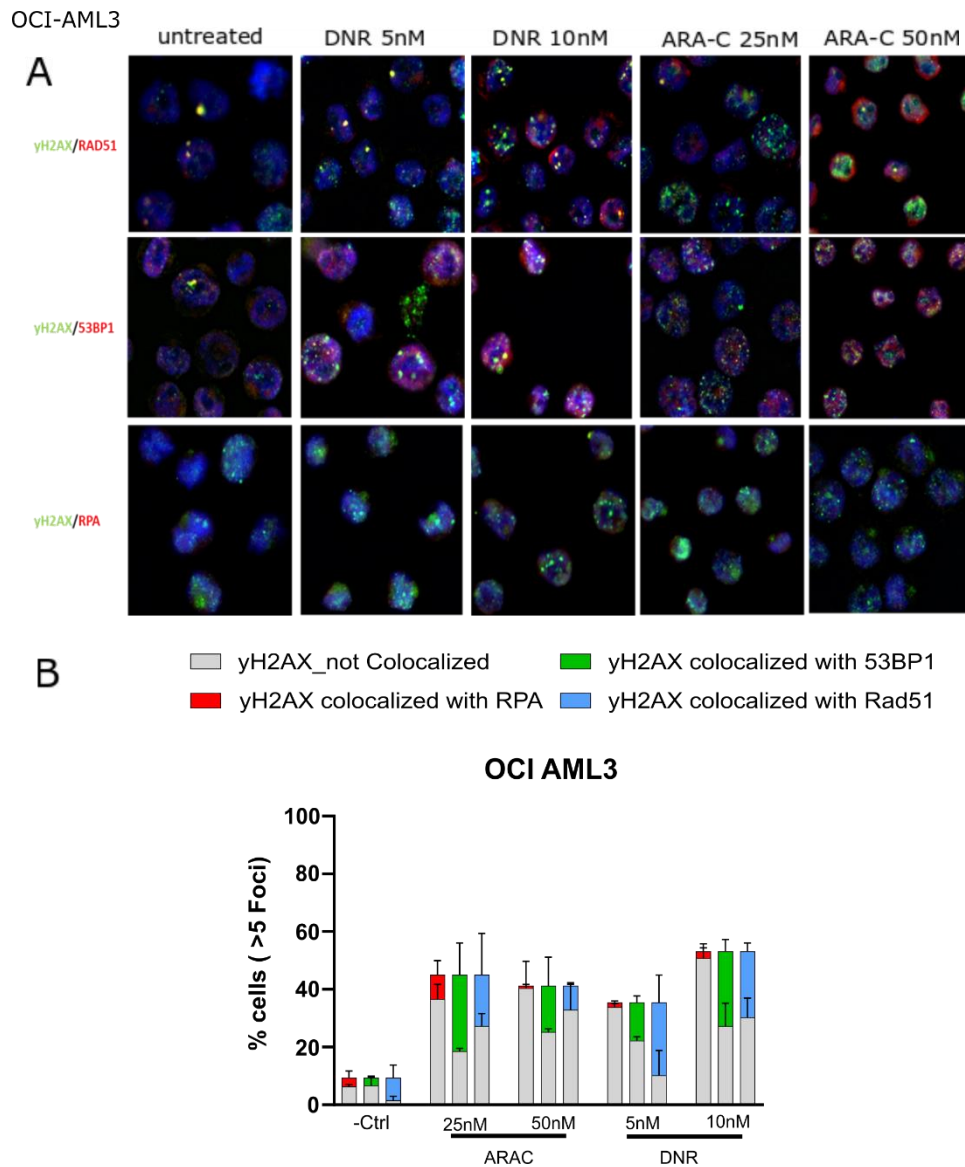 OCI-AML3
untreated DNR 5nM DNR 10nM ARA-C 25nM ARA-C 50nM
A
yH2AX/RAD51
yH2AX/53BP1
yH2AX/RPA
B
yH2AX_not Colocalized yH2AX colocalized with 53BP1
yH2AX colocalized with RPA yH2AX colocalized with Rad51
OCI AML3
% cells ( >5 Foci)
100
80
60
40
20
0
-Ctrl 25nM 50nM 5nM 10nM
ARAC DNR